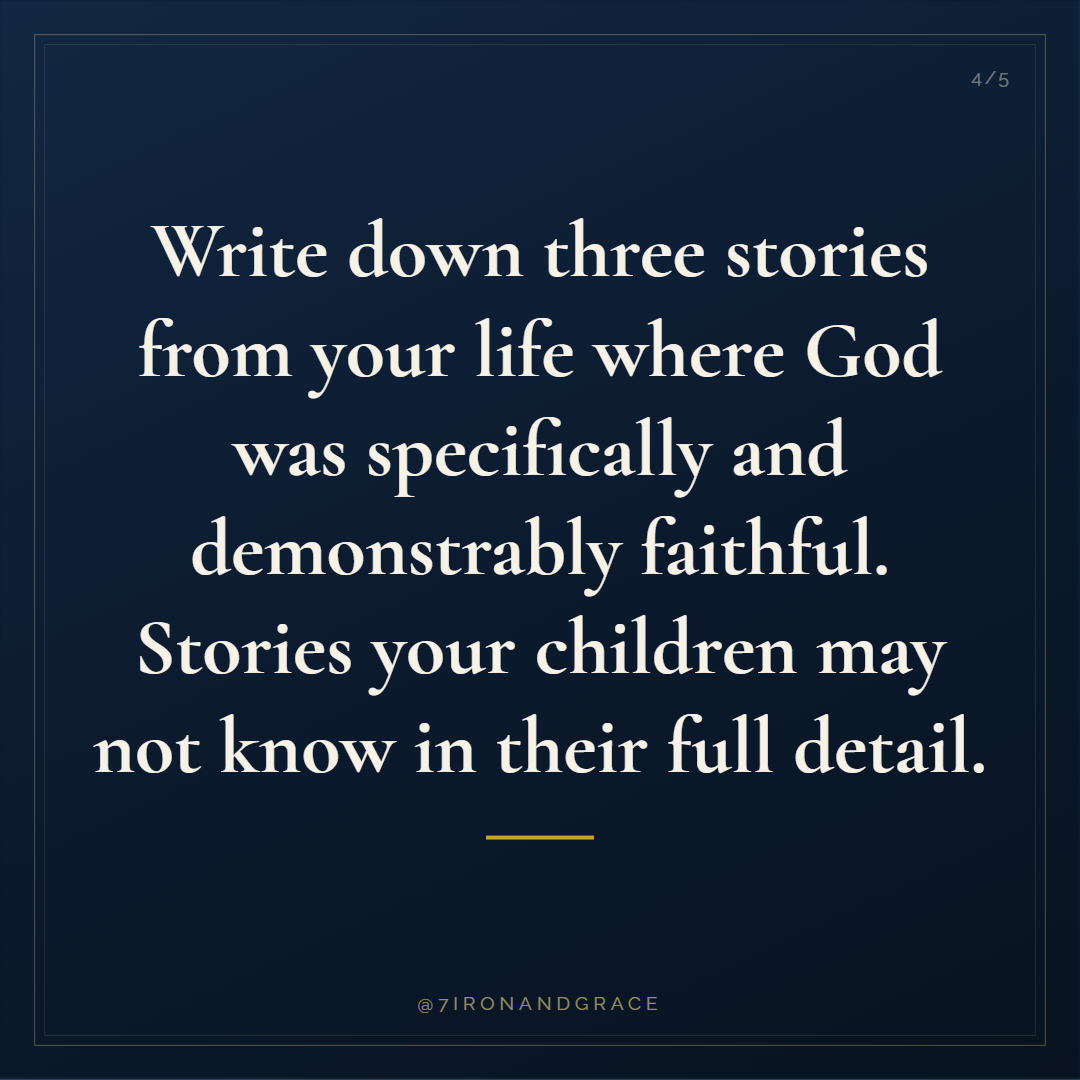 4/5
Write down three stories
from your life where God
was specifically and
demonstrably faithful.
Stories your children may
not know in their full detail.
@7IRONANDGRACE